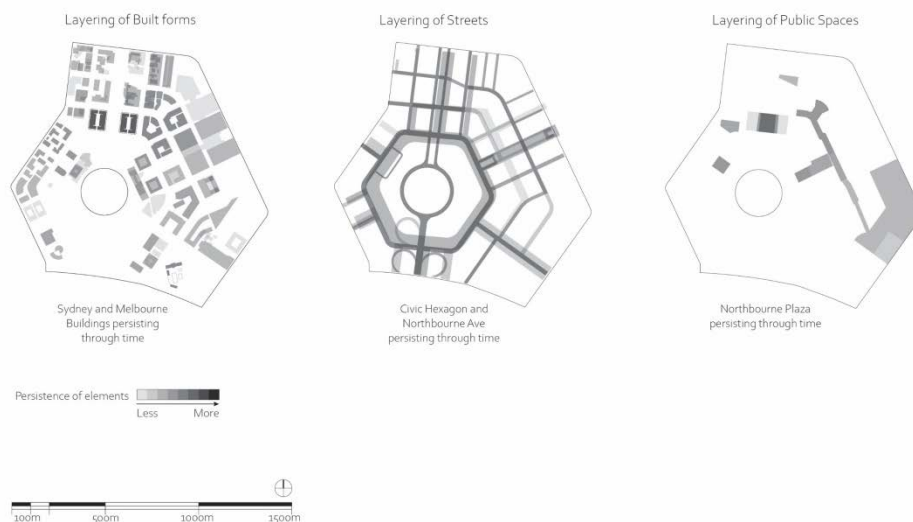 Layering of Built forms
Layering of Streets
Layering of Public Spaces
Sydney and Melbourne
Buildings persisting
through time
Civic Hexagon and
Northbourne Ave
persisting through time
Northbourne Plaza
persisting through time
Persistence of elements
Less More
100m 500m 1000m 1500m